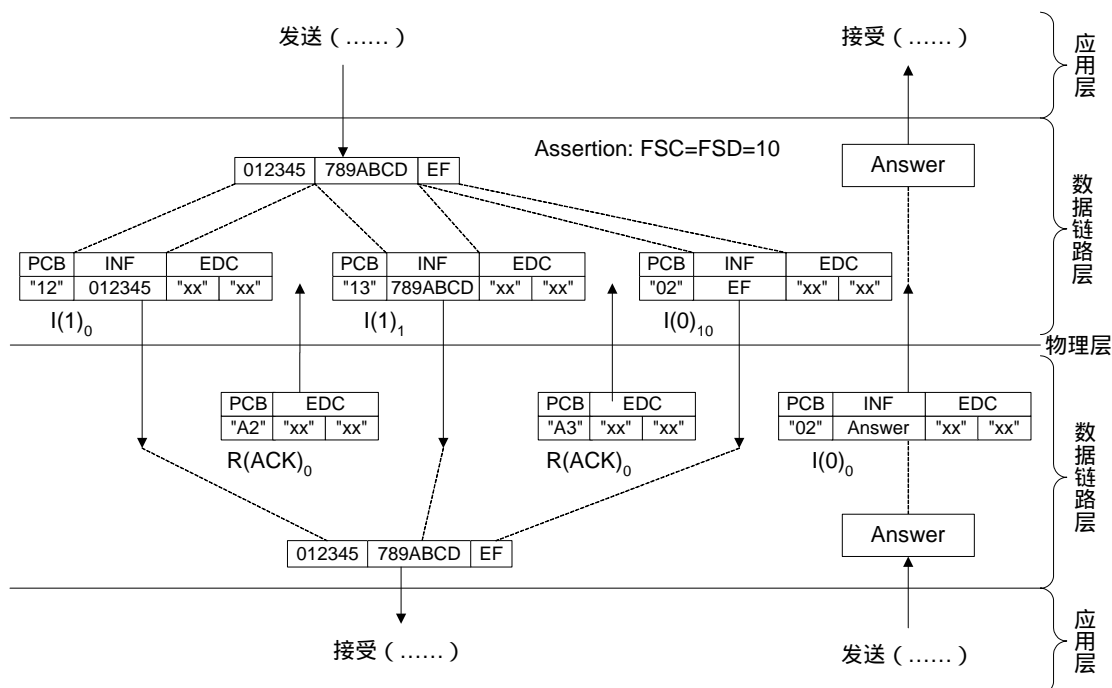 发送（……）
接受（……）
应用层
Assertion: FSC=FSD=10
Answer
012345 789ABCD EF
数据链路层
PCB INF EDC
"12" 012345 "xx" "xx"
I(1)0
PCB INF EDC
"13" 789ABCD "xx" "xx"
I(1)1
PCB INF EDC
"02" EF "xx" "xx"
I(0)10
物理层
PCB EDC
"A2" "xx" "xx"
R(ACK)0
PCB EDC
"A3" "xx" "xx"
R(ACK)0
PCB INF EDC
"02" Answer "xx" "xx"
I(0)0
数据链路层
Answer
012345 789ABCD EF
接受（……）
发送（……）
应用层